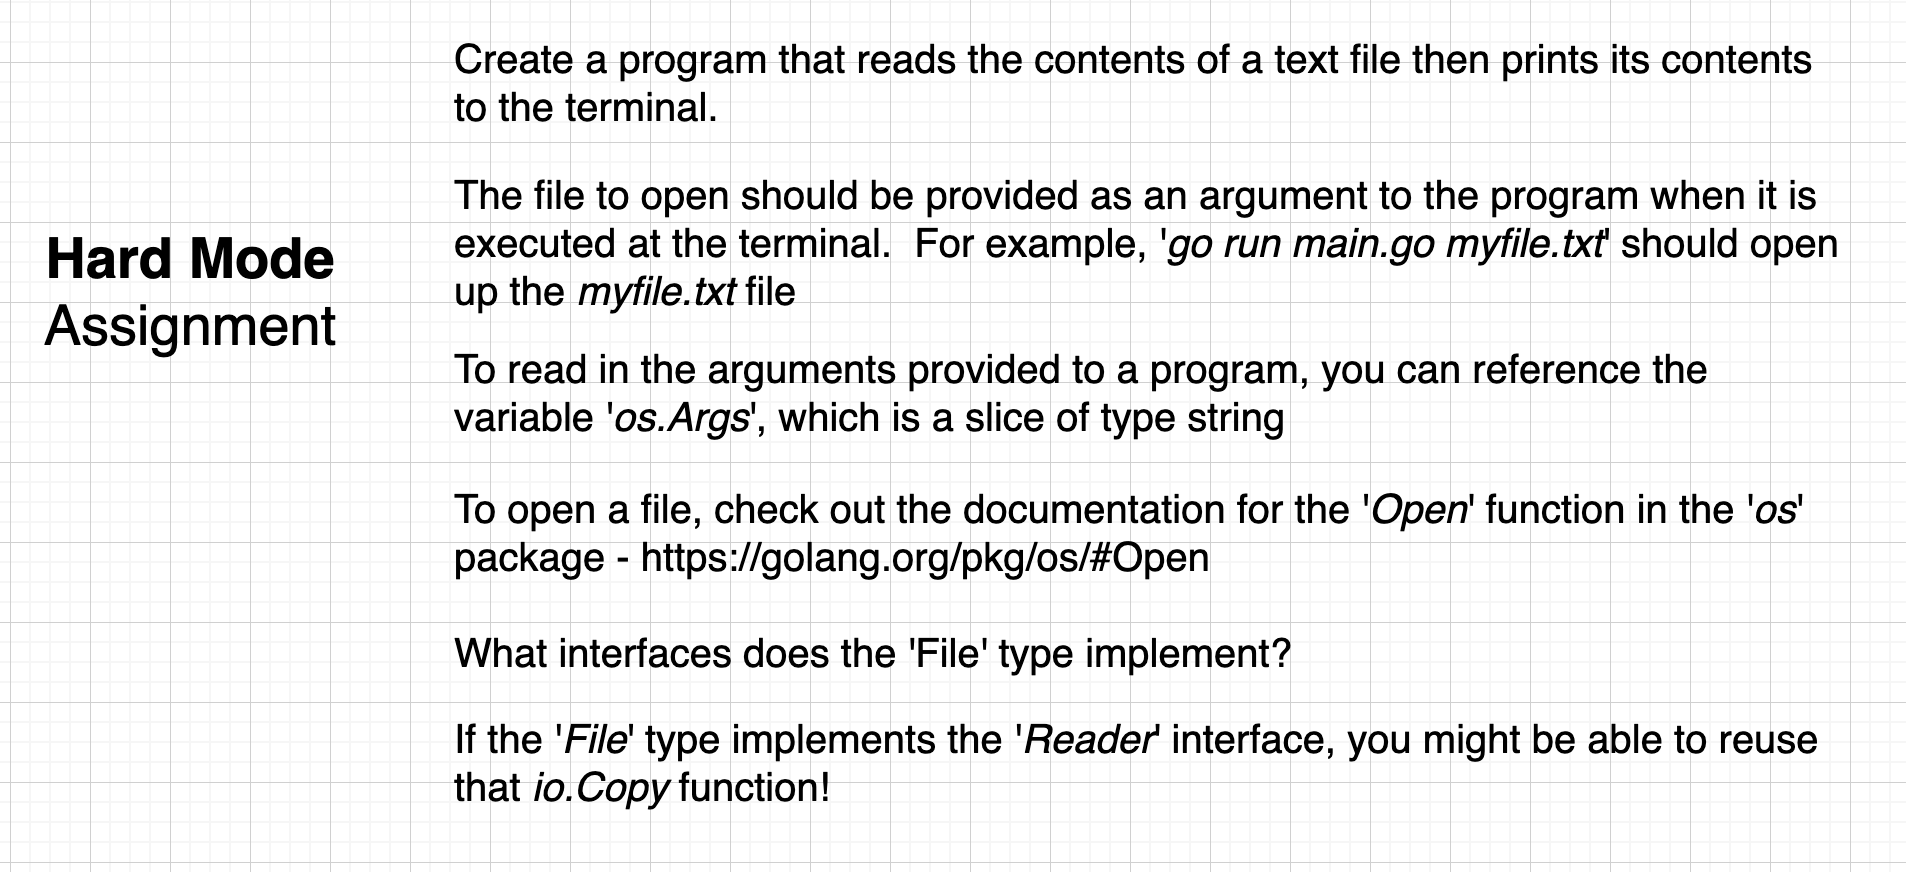 Hard Mode
Assignment
Create a program that reads the contents of a text file then prints its contents
to the terminal.
The file to open should be provided as an argument to the program when it is
executed at the terminal.  For example, 'go run main.go myfile.txt' should open
up the myfile.txt file
To read in the arguments provided to a program, you can reference the
variable 'os.Args', which is a slice of type string
To open a file, check out the documentation for the 'Open' function in the 'os'
package - https://golang.org/pkg/os/#Open
What interfaces does the 'File' type implement?
If the 'File' type implements the 'Reader' interface, you might be able to reuse
that io.Copy function!